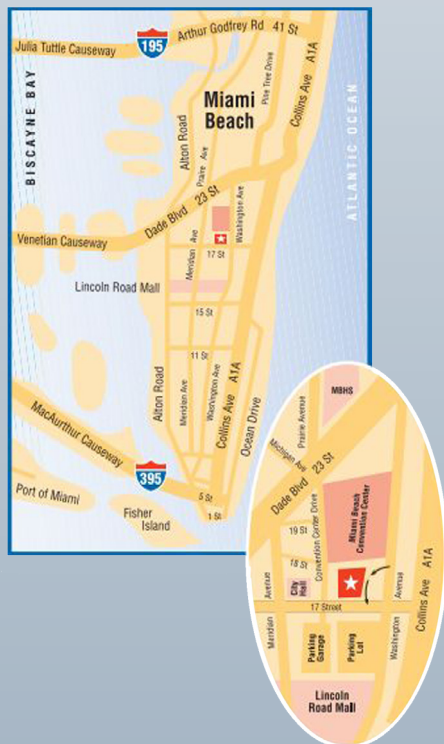 Arthur Godfrey Rd 41 St
195
Julia Tuttle Causeway
Pine Tree Drive
Collins Ave A1A
Miami
Beach
BISCAYNE BAY
ATLANTIC OCEAN
Alton Road
Prairie Ave
Dade Blvd 23 St
Washington Ave
Venetian Causeway
Meridian Ave
17 St
Lincoln Road Mall
15 St
11 St
Alton Road
Meridian Ave
Washington Ave
Collins Ave A1A
Ocean Drive
MacAurthur Causeway
395
5 St
1 St
Port of Miami
Fisher
Island
MBHS
Prairie Avenue
Michigan Ave
Dade Blvd 23 St
Miami Beach
Convention Center
Convention Center Drive
19 St
18 St
City
Hall
17 Street
Meridian Avenue
Washington Avenue
Collins Ave A1A
Parking
Garage
Parking
Lot
Lincoln
Road Mall